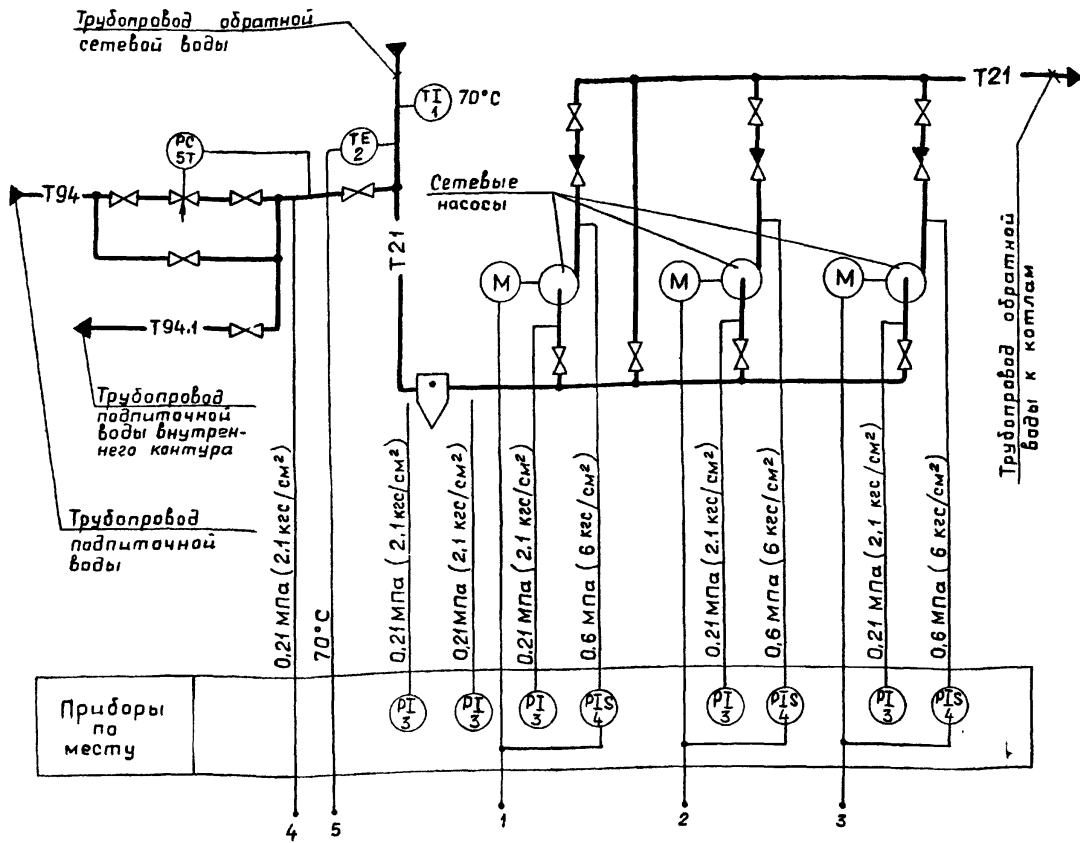 Трубопровод обратной
сетевой воды
TI
1
70°С
PC
5T
TE
2
T21
Сетевые
насосы
T94
T21
М
М
М
T94.1
Трубопровод
подпиточной
воды внутрен-
него контура
Трубопровод обратной
воды к котлам
Трубопровод
подпиточной
воды
0,21 МПа (2.1 кгс/см²)
70°С
0,21 МПа (2,1 кгс/см²)
0,21 МПа (2,1 кгс/см²)
0,21 МПа (2,1 кгс/см²)
0.6 МПа (6 кгс/см²)
0,21 МПа (2.1 кгс/см²)
0,6 МПа (6 кгс/см²)
0,21 МПа (2,1 кгс/см²)
0,6 МПа (6 кгс/см²)
Приборы
по
месту
PI
3
PI
3
PI
3
PIS
4
PI
3
PIS
4
PI
3
PIS
4
4
5
1
2
3